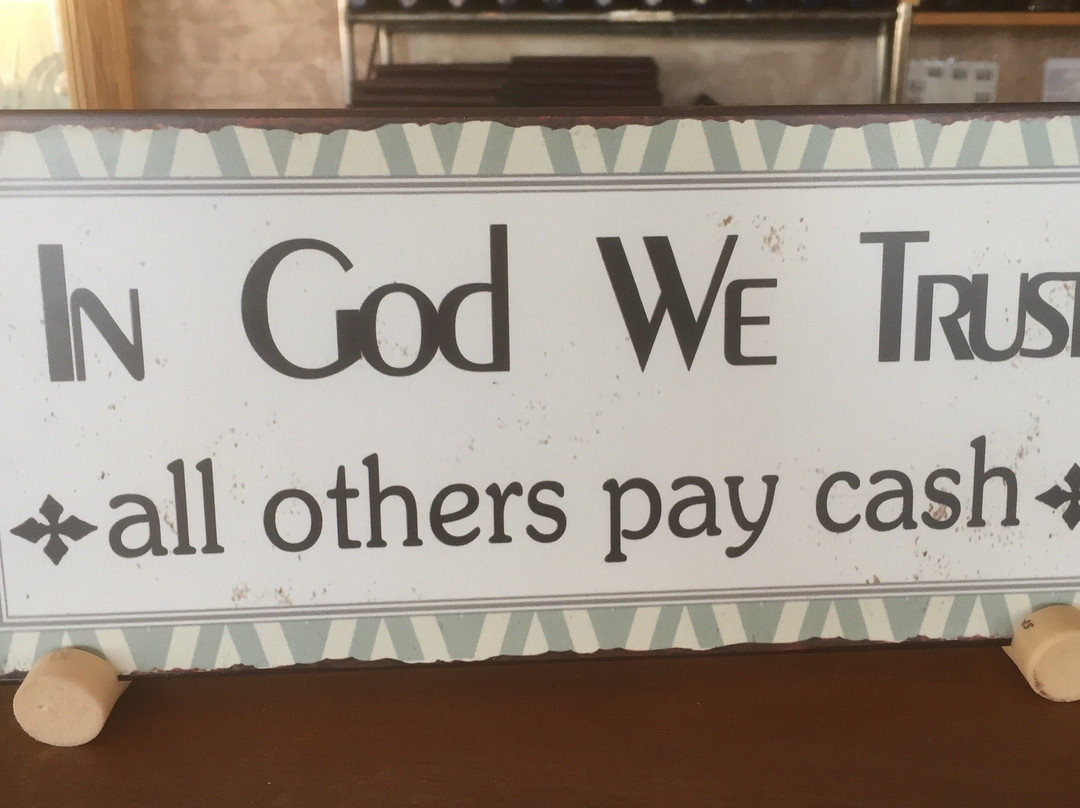 In God We Trust
all others pay cash